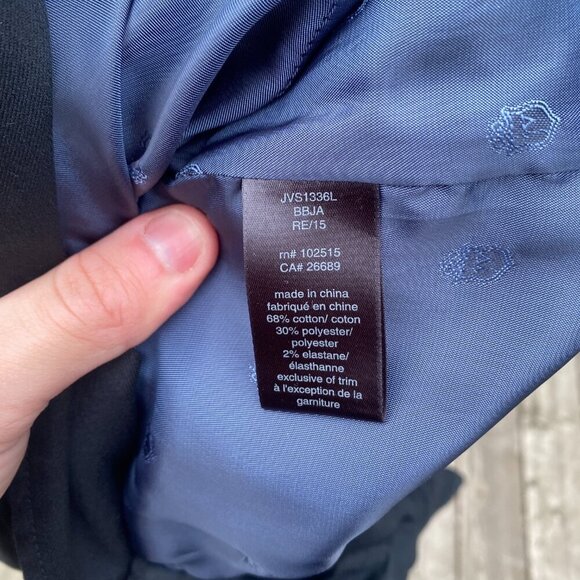 JVS1336L
BBJA
RE/15
rn# 102515
CA# 26689
made in china
fabriqué en chine
68% cotton/ coton
30% polyester/
polyester
2% elastane/
élasthanne
exclusive of trim
à l'exception de la
garniture